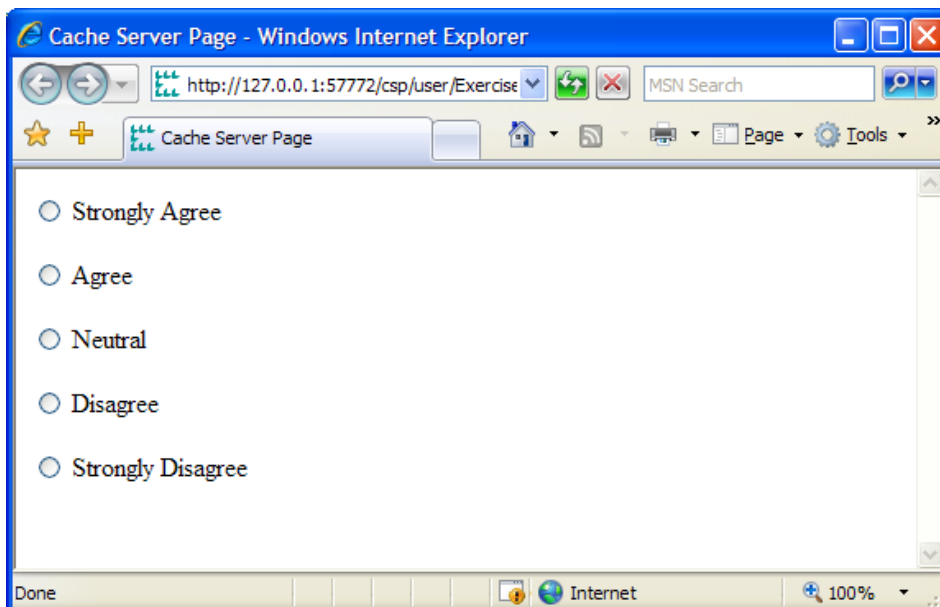 Cache Server Page - Windows Internet Explorer
http://127.0.0.1:57772/csp/user/Exercise
MSN Search
Cache Server Page
Page
Tools
»
Strongly Agree
Agree
Neutral
Disagree
Strongly Disagree
Done
Internet
100%